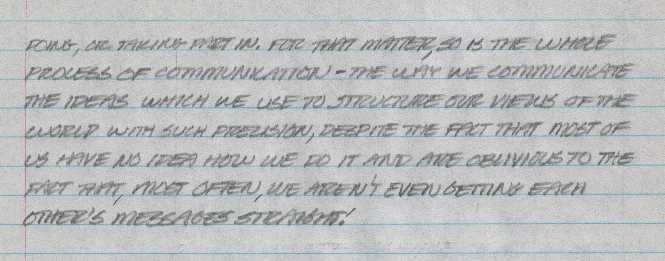 DOING, OR TAKING PART IN. FOR THAT MATTER, SO IS THE WHOLE
PROCESS OF COMMUNICATION – THE WAY WE COMMUNICATE
THE IDEAS WHICH WE USE TO STRUCTURE OUR VIEWS OF THE
WORLD WITH SUCH PRECISION, DESPITE THE FACT THAT MOST OF
US HAVE NO IDEA HOW WE DO IT AND ARE OBLIVIOUS TO THE
FACT THAT, MOST OFTEN, WE AREN'T EVEN GETTING EACH
OTHER'S MESSAGES STRAIGHT!